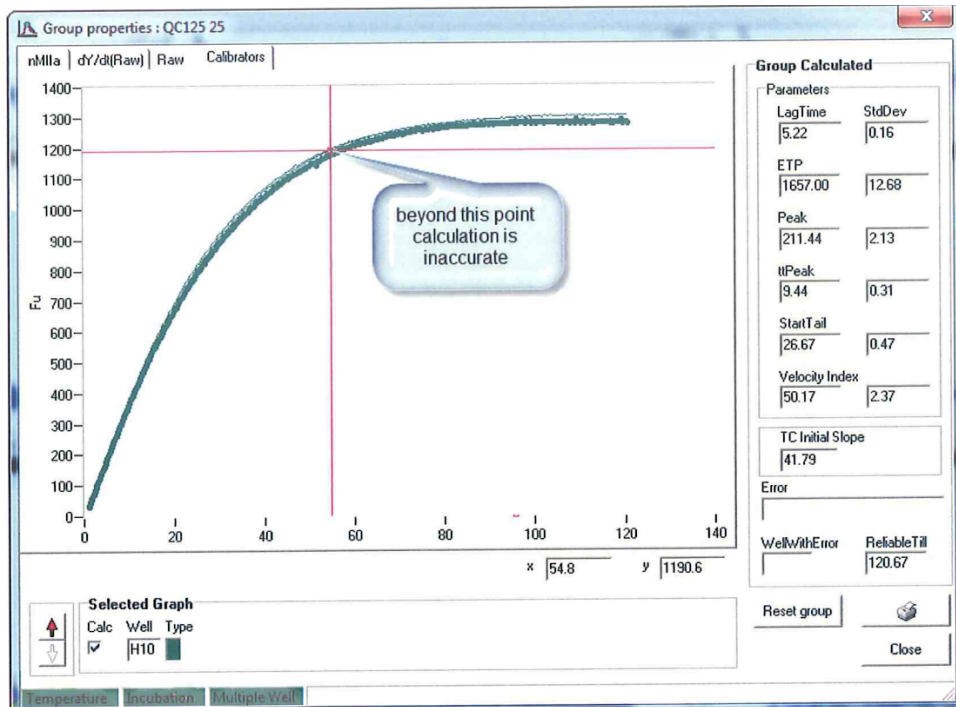 Group properties : QC125 25
X
nMIIa dY/dt(Raw) Raw Calibrators
1400
1300
1200
1100
1000
900
800
700
600
500
400
300
200
100
0
Fu
0 20 40 60 80 100 120 140
beyond this point
calculation is
inaccurate
x 54.8 y 1190.6
Group Calculated
Parameters
LagTime StdDev
5.22 0.16
ETP
1657.00 12.68
Peak
211.44 2.13
ttPeak
9.44 0.31
StartTail
26.67 0.47
Velocity Index
50.17 2.37
TC Initial Slope
41.79
Error
WellWithError ReliableTill
120.67
Reset group
Close
Selected Graph
Calc Well Type
H10
Temperature Incubation Multiple Well